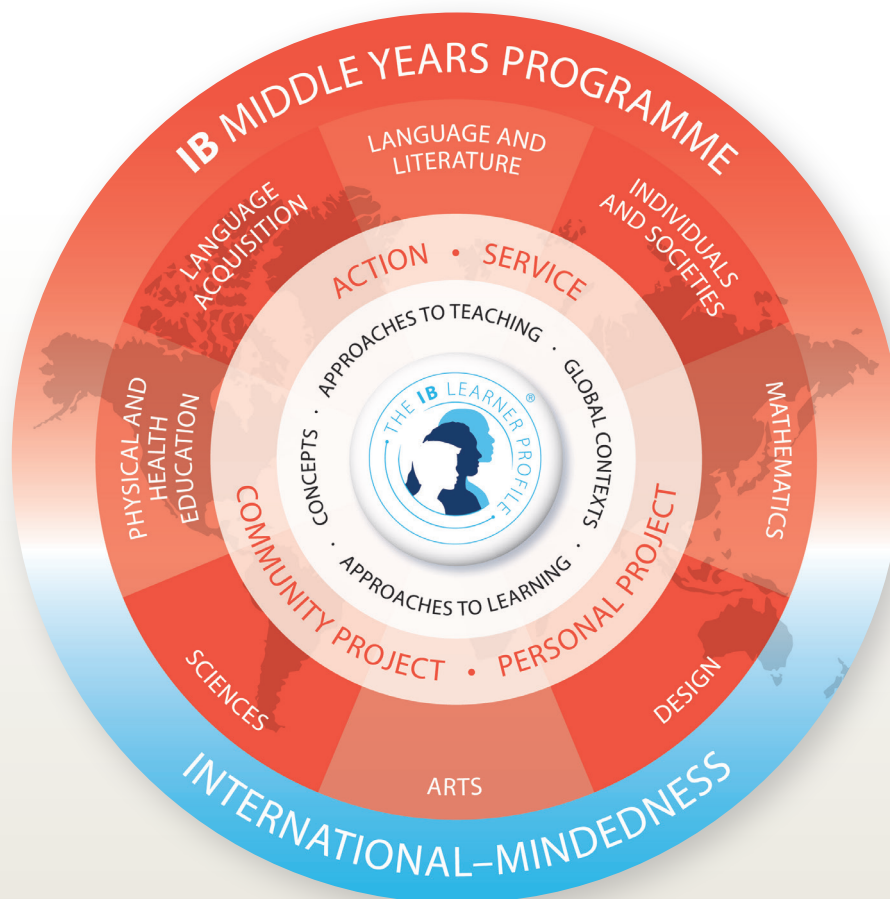 IB MIDDLE YEARS PROGRAMME
LANGUAGE AND
LITERATURE
LANGUAGE
ACQUISITION
INDIVIDUALS
AND SOCIETIES
PHYSICAL AND
HEALTH
EDUCATION
MATHEMATICS
SCIENCES
DESIGN
ARTS
ACTION • SERVICE
COMMUNITY PROJECT • PERSONAL PROJECT
APPROACHES TO TEACHING · GLOBAL CONTEXTS · APPROACHES TO LEARNING · CONCEPTS ·
THE IB LEARNER PROFILE ®
INTERNATIONAL–MINDEDNESS